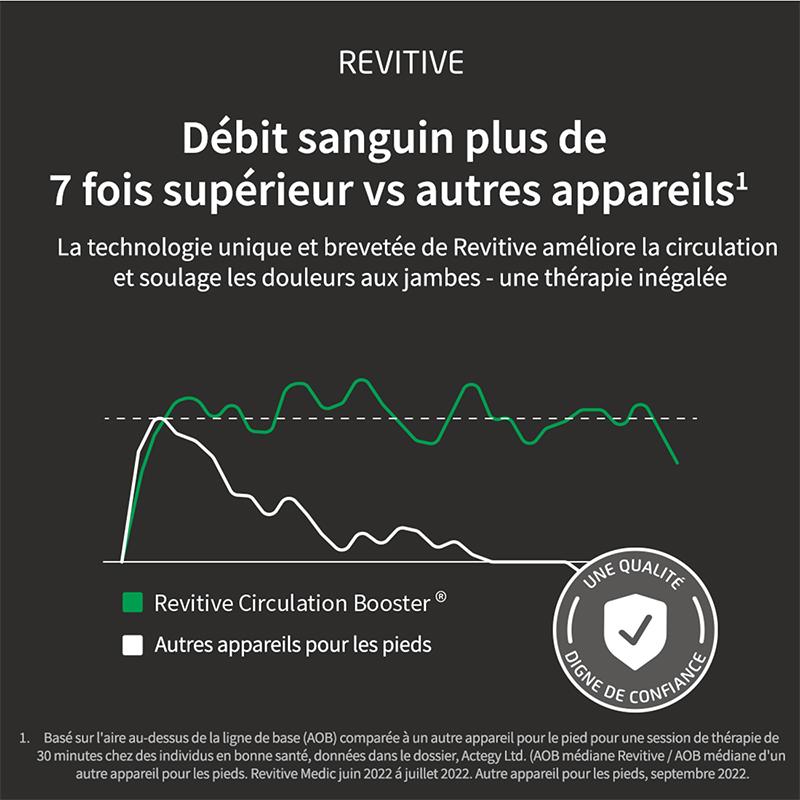 REVITIVE
Débit sanguin plus de
7 fois supérieur vs autres appareils¹
La technologie unique et brevetée de Revitive améliore la circulation
et soulage les douleurs aux jambes - une thérapie inégalée
Revitive Circulation Booster®
Autres appareils pour les pieds
UNE QUALITÉ
DIGNE DE CONFIANCE
1. Basé sur l'aire au-dessus de la ligne de base (AOB) comparée à un autre appareil pour le pied pour une session de thérapie de
30 minutes chez des individus en bonne santé, données dans le dossier, Actegy Ltd. (AOB médiane Revitive / AOB médiane d'un
autre appareil pour les pieds. Revitive Medic juin 2022 á juillet 2022. Autre appareil pour les pieds, septembre 2022.